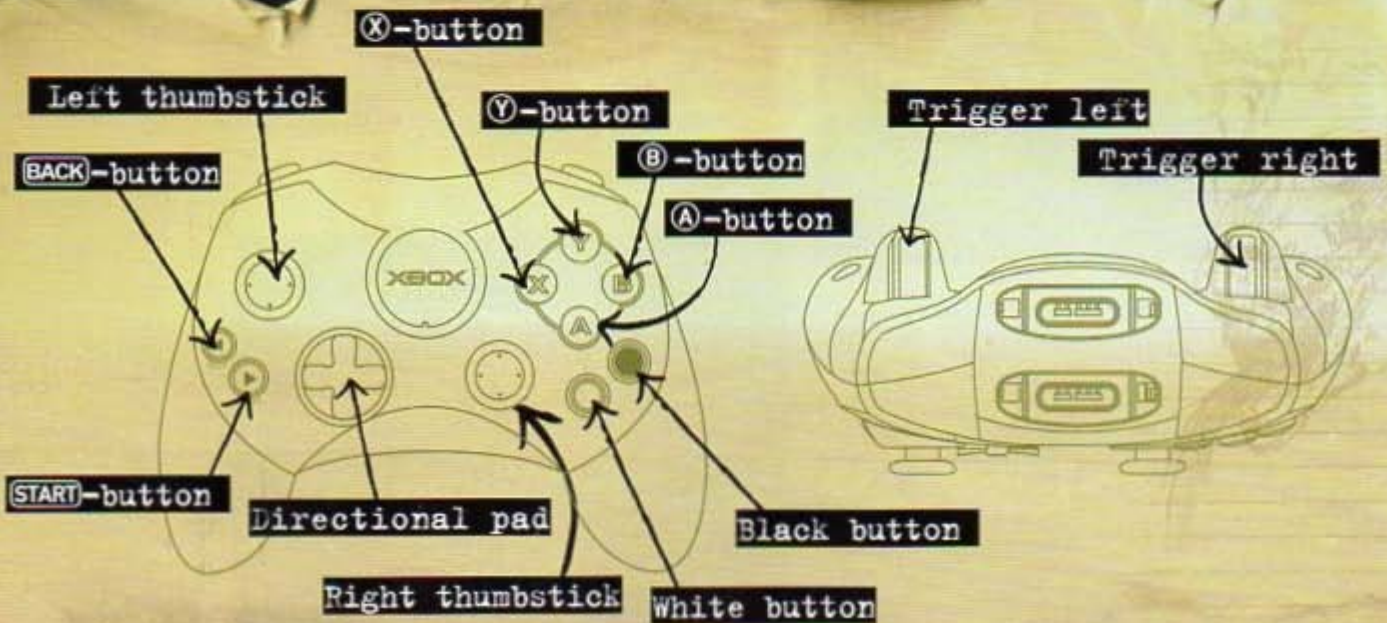 Ⓧ-button
Left thumbstick
Ⓨ-button
Trigger left
BACK-button
Ⓑ-button
Trigger right
Ⓐ-button
Y
XBOX
X
B
A
START-button
Directional pad
Black button
Right thumbstick
White button